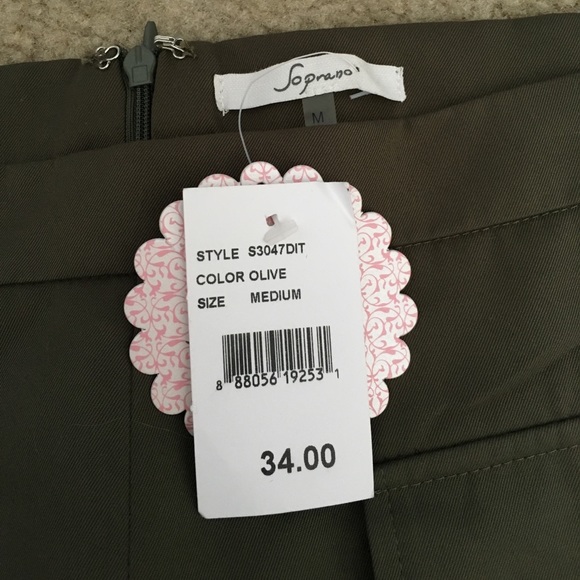 Soprano
M
STYLE S3047DIT
COLOR OLIVE
SIZE MEDIUM
8 88056 19253 1
34.00